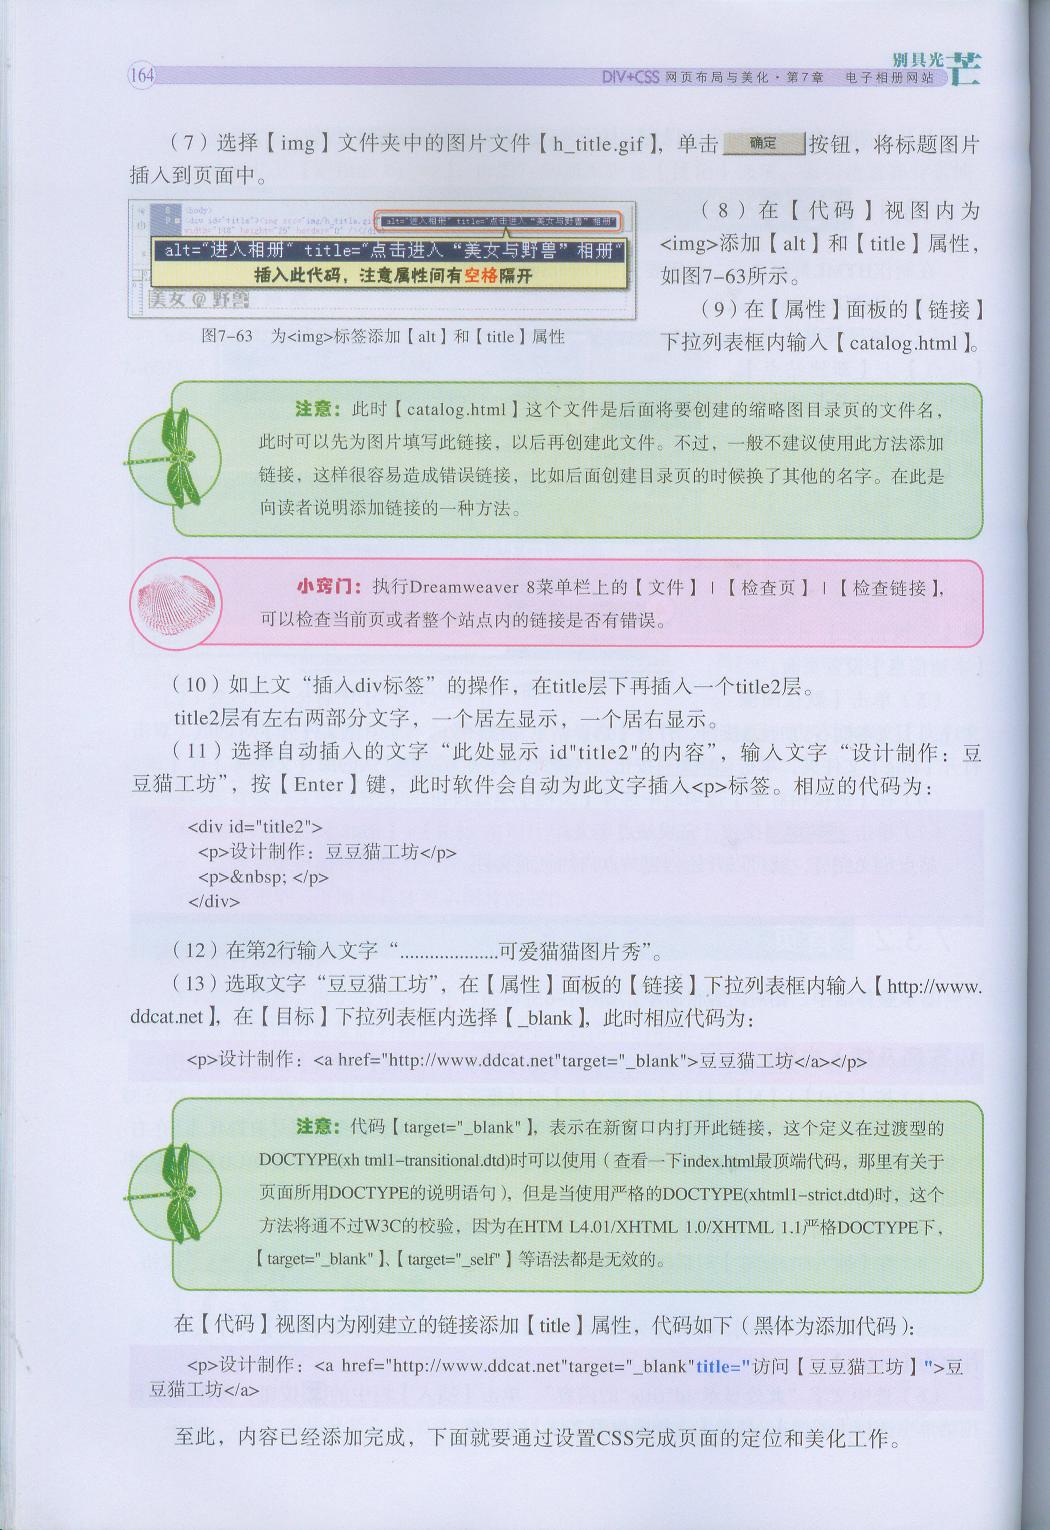 别具光芒
164
DIV+CSS 网页布局与美化·第7章 电子相册网站
（7）选择【img】文件夹中的图片文件【h_title.gif】，单击 确定 按钮，将标题图片
插入到页面中。
<body>
alt="进入相册" title="点击进入“美女与野兽”相册"
alt="进入相册" title="点击进入“美女与野兽”相册"
插入此代码，注意属性间有空格隔开
美女@野兽
图7-63 为<img>标签添加【alt】和【title】属性
（8）在【代码】视图内为
<img>添加【alt】和【title】属性，
如图7-63所示。
（9）在【属性】面板的【链接】
下拉列表框内输入【catalog.html】。
注意：此时【catalog.html】这个文件是后面将要创建的缩略图目录页的文件名，
此时可以先为图片填写此链接，以后再创建此文件。不过，一般不建议使用此方法添加
链接，这样很容易造成错误链接，比如后面创建目录页的时候换了其他的名字。在此是
向读者说明添加链接的一种方法。
小窍门：执行Dreamweaver 8菜单栏上的【文件】|【检查页】|【检查链接】，
可以检查当前页或者整个站点内的链接是否有错误。
（10）如上文“插入div标签”的操作，在title层下再插入一个title2层。
title2层有左右两部分文字，一个居左显示，一个居右显示。
（11）选择自动插入的文字“此处显示 id"title2"的内容”，输入文字“设计制作：豆
豆猫工坊”，按【Enter】键，此时软件会自动为此文字插入<p>标签。相应的代码为：
<div id="title2">
<p>设计制作：豆豆猫工坊</p>
<p>&nbsp; </p>
</div>
（12）在第2行输入文字“.....................可爱猫猫图片秀”。
（13）选取文字“豆豆猫工坊”，在【属性】面板的【链接】下拉列表框内输入【http://www.
ddcat.net】，在【目标】下拉列表框内选择【_blank】，此时相应代码为：
<p>设计制作：<a href="http://www.ddcat.net"target="_blank">豆豆猫工坊</a></p>
注意：代码【target="_blank"】，表示在新窗口内打开此链接，这个定义在过渡型的
DOCTYPE(xh tml1-transitional.dtd)时可以使用（查看一下index.html最顶端代码，那里有关于
页面所用DOCTYPE的说明语句），但是当使用严格的DOCTYPE(xhtml1-strict.dtd)时，这个
方法将通不过W3C的校验，因为在HTM L4.01/XHTML 1.0/XHTML 1.1严格DOCTYPE下，
【target="_blank"】、【target="_self"】等语法都是无效的。
在【代码】视图内为刚建立的链接添加【title】属性，代码如下（黑体为添加代码）：
<p>设计制作：<a href="http://www.ddcat.net"target="_blank"title="访问【豆豆猫工坊】">豆
豆猫工坊</a>
至此，内容已经添加完成，下面就要通过设置CSS完成页面的定位和美化工作。